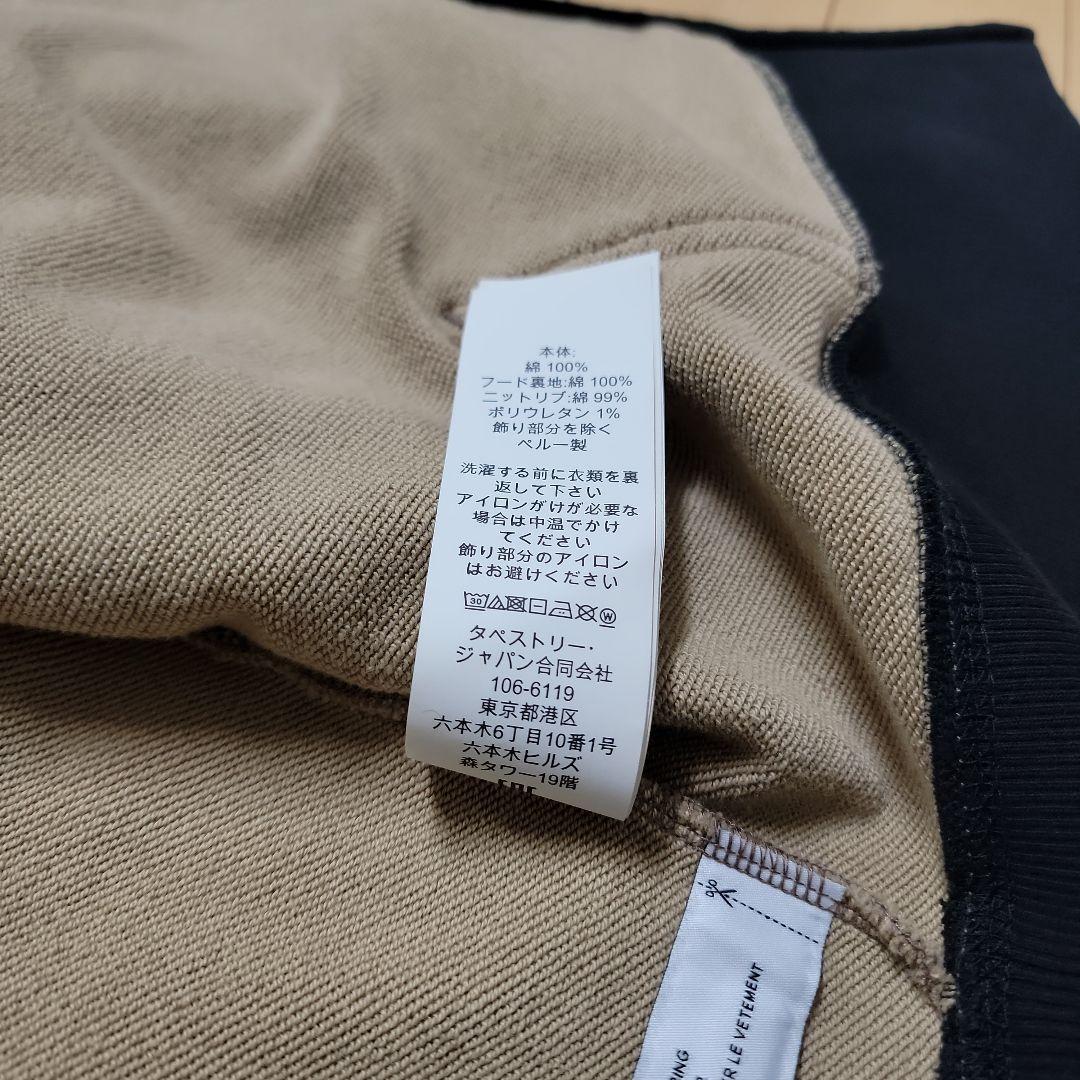 本体:
綿 100%
フード裏地:綿 100%
ニットリブ:綿 99%
ポリウレタン 1%
飾り部分を除く
ペルー製
洗濯する前に衣類を裏
返して下さい
アイロンがけが必要な
場合は中温でかけ
てください
飾り部分のアイロン
はお避けください
30 W
タペストリー・
ジャパン合同会社
106-6119
東京都港区
六本木6丁目10番1号
六本木ヒルズ
森タワー19階
LE VETEMENT